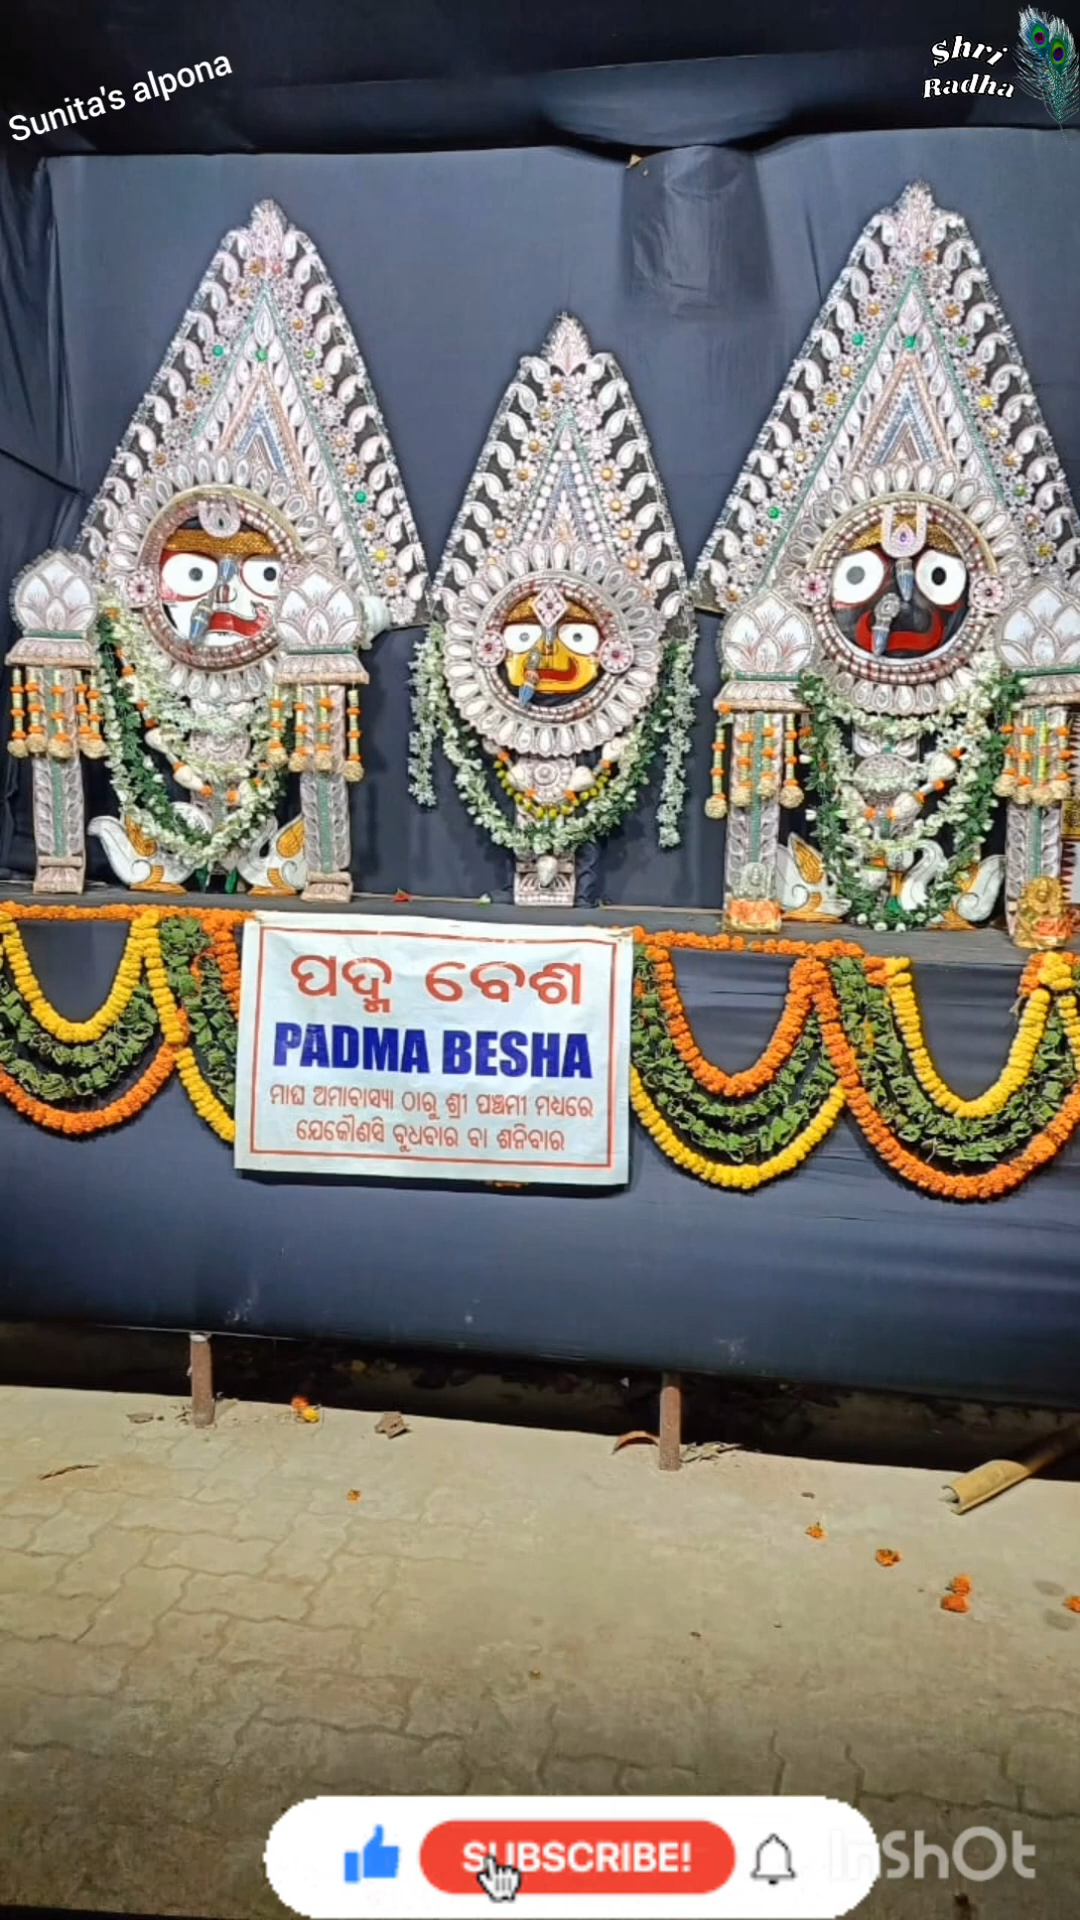 Sunita's alpona
Shri
Radha
ପଦ୍ମ ବେଶ
PADMA BESHA
ମାଘ ଅମାବାସ୍ୟା ଠାରୁ ଶ୍ରୀ ପଞ୍ଚମୀ ମଧ୍ୟରେ
ଯେକୌଣସି ବୁଧବାର ବା ଶନିବାର
SUBSCRIBE!
InShOt